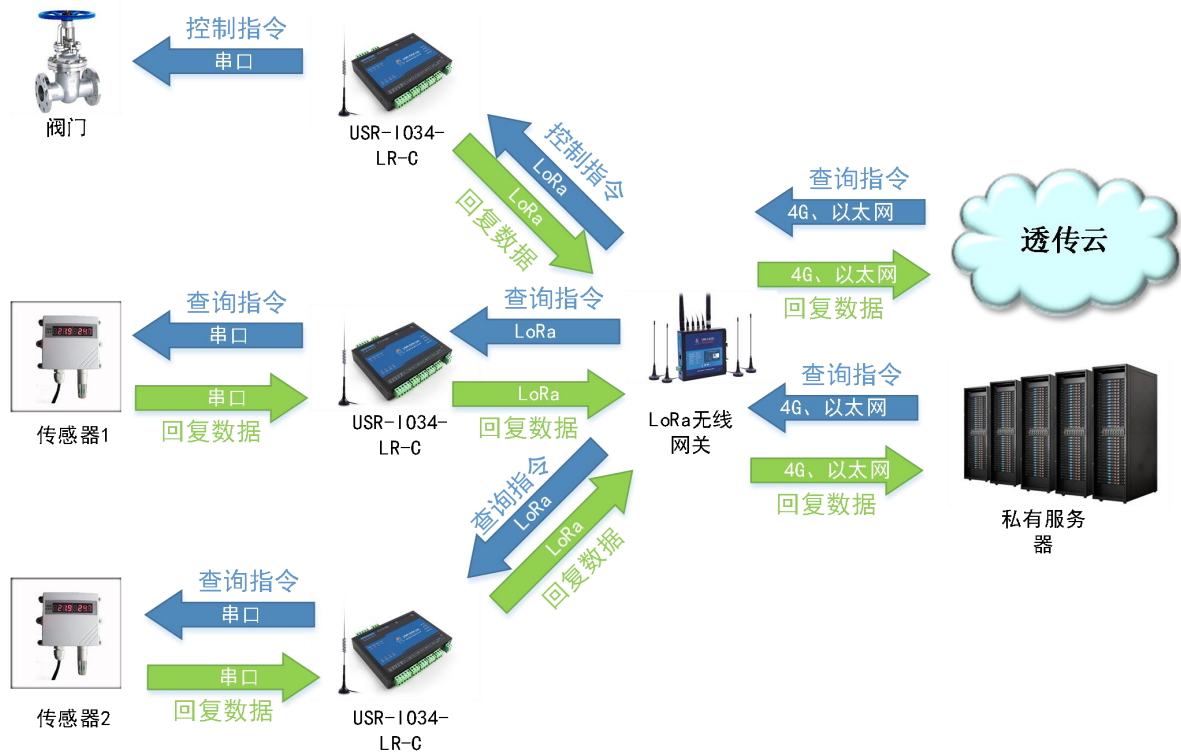 控制指令
串口
阀门
USR-IO34-
LR-C
控制指令
LoRa
LoRa
回复数据
查询指令
4G、以太网
透传云
4G、以太网
回复数据
查询指令
串口
串口
回复数据
传感器1
USR-IO34-
LR-C
查询指令
LoRa
LoRa
回复数据
LoRa无线
网关
查询指令
4G、以太网
4G、以太网
回复数据
私有服务
器
查询指令
LoRa
LoRa
回复数据
查询指令
串口
串口
回复数据
传感器2
USR-IO34-
LR-C